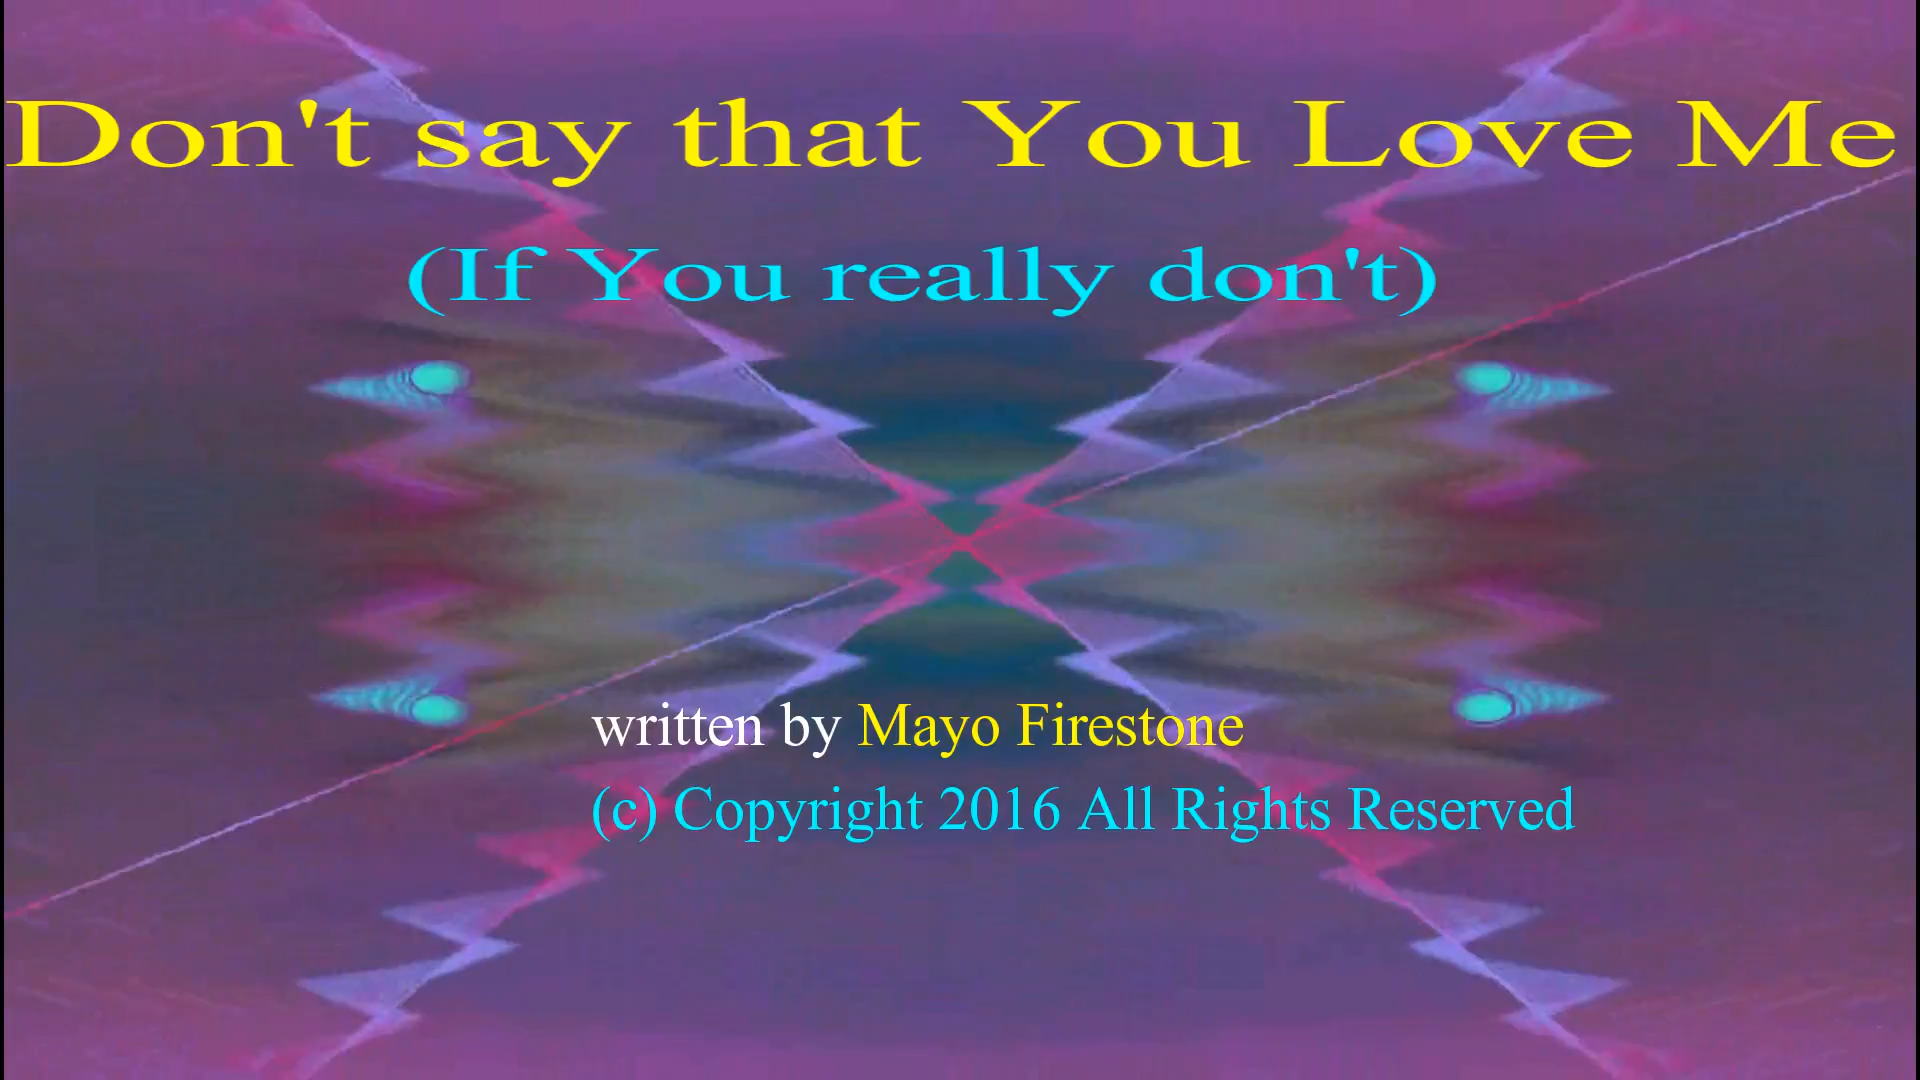 Don't say that You Love Me
(If You really don't)
written by Mayo Firestone
(c) Copyright 2016 All Rights Reserved